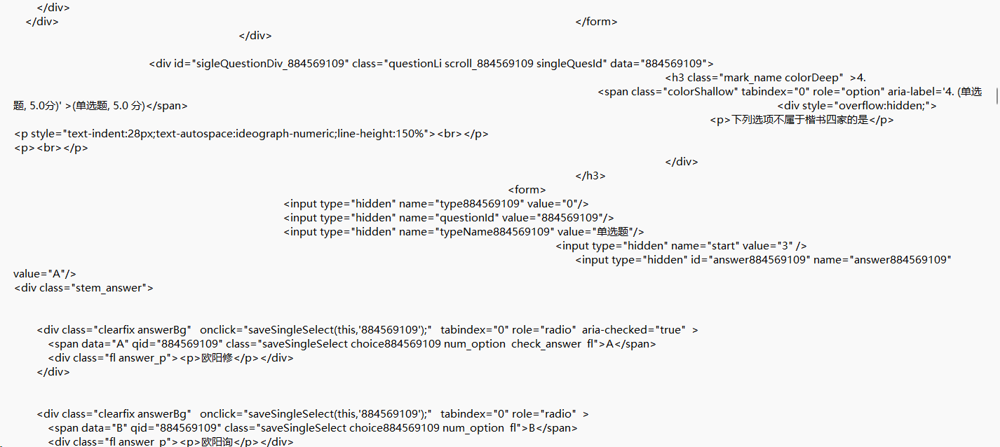 </div>
</div> </form>
</div>
<div id="sigleQuestionDiv_884569109" class="questionLi scroll_884569109 singleQuesId" data="884569109">
<h3 class="mark_name colorDeep"  >4.
<span class="colorShallow" tabindex="0" role="option" aria-label='4. (单选
题, 5.0分)' >(单选题, 5.0 分)</span> <div style="overflow:hidden;">
<p>下列选项不属于楷书四家的是</p>
<p style="text-indent:28px;text-autospace:ideograph-numeric;line-height:150%"><br></p>
<p><br></p>
</div>
</h3>
<form>
<input type="hidden" name="type884569109" value="0"/>
<input type="hidden" name="questionId" value="884569109"/>
<input type="hidden" name="typeName884569109" value="单选题"/>
<input type="hidden" name="start" value="3" />
<input type="hidden" id="answer884569109" name="answer884569109"
value="A"/>
<div class="stem_answer">
<div class="clearfix answerBg"   onclick="saveSingleSelect(this,'884569109');"   tabindex="0" role="radio"  aria-checked="true"  >
<span data="A" qid="884569109" class="saveSingleSelect choice884569109 num_option  check_answer  fl">A</span>
<div class="fl answer_p"><p>欧阳修</p></div>
</div>
<div class="clearfix answerBg"   onclick="saveSingleSelect(this,'884569109');"   tabindex="0" role="radio"  >
<span data="B" qid="884569109" class="saveSingleSelect choice884569109 num_option  fl">B</span>
<div class="fl answer_p"><p>欧阳询</p></div>